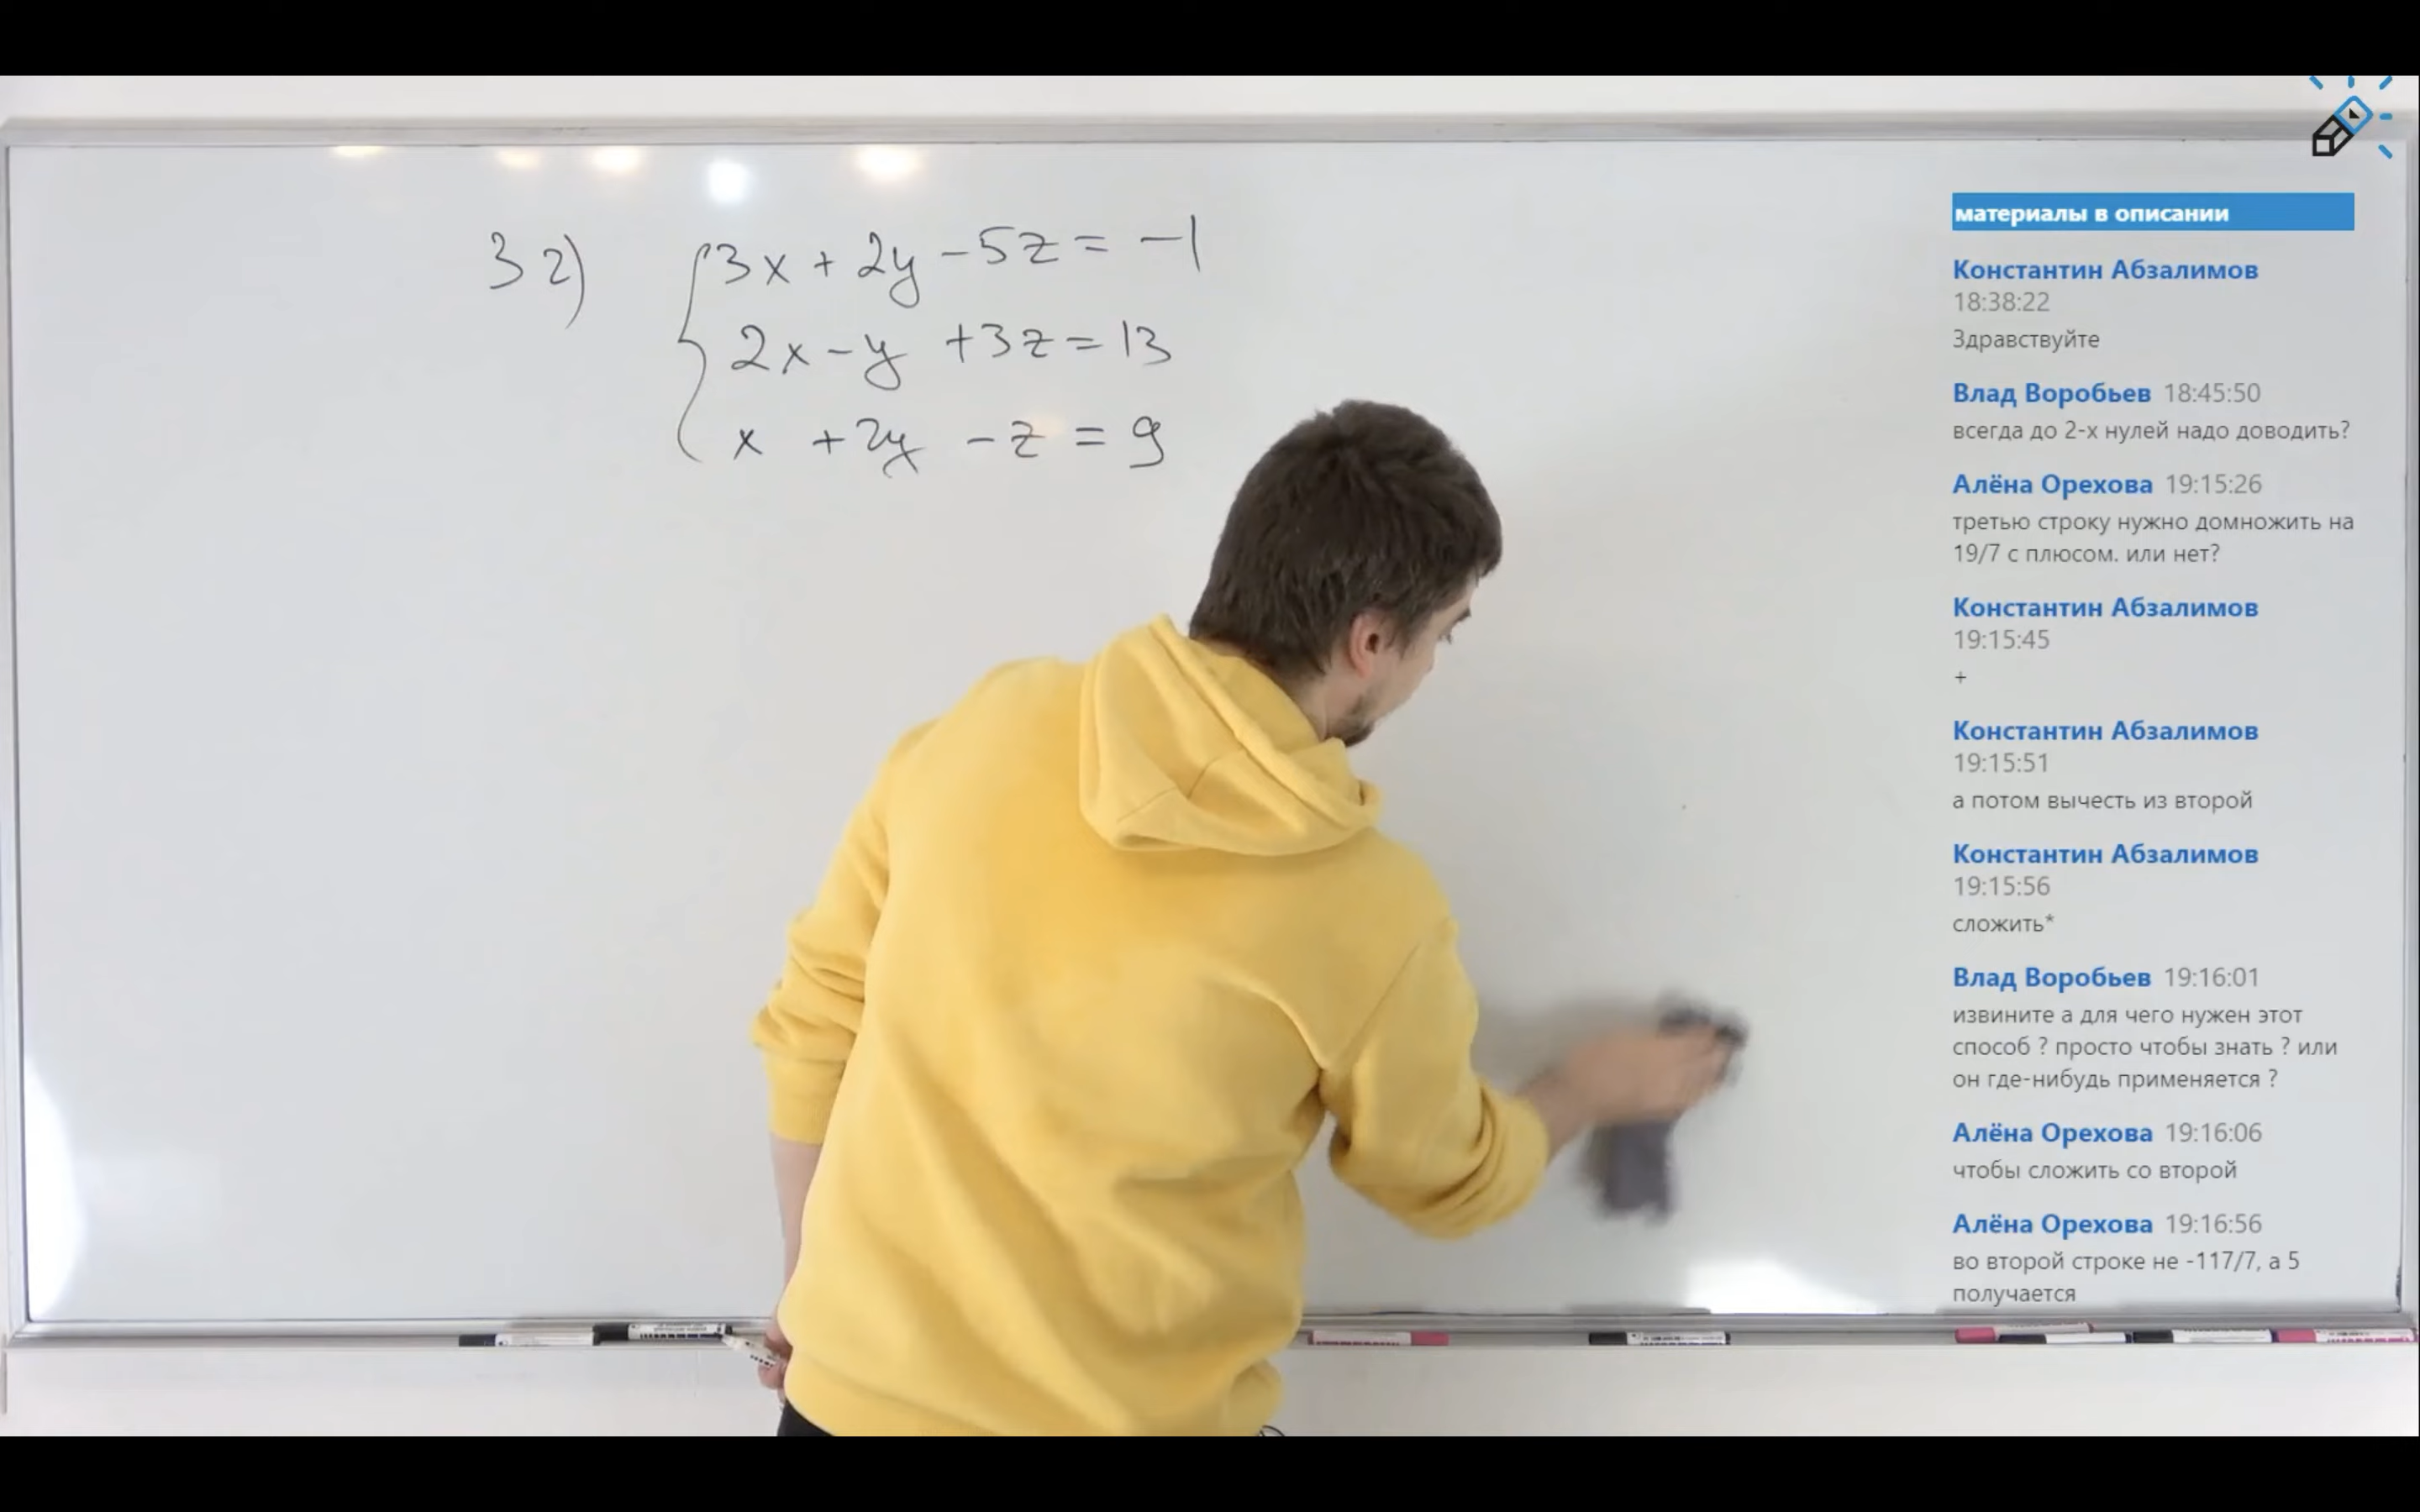 3 г)
3x + 2y - 5z = -1
2x - y + 3z = 13
x + 2y - z = 9
материалы в описании
Константин Абзалимов
18:38:22
Здравствуйте
Влад Воробьев 18:45:50
всегда до 2-х нулей надо доводить?
Алёна Орехова 19:15:26
третью строку нужно домножить на
19/7 с плюсом. или нет?
Константин Абзалимов
19:15:45
+
Константин Абзалимов
19:15:51
а потом вычесть из второй
Константин Абзалимов
19:15:56
сложить*
Влад Воробьев 19:16:01
извините а для чего нужен этот
способ ? просто чтобы знать ? или
он где-нибудь применяется ?
Алёна Орехова 19:16:06
чтобы сложить со второй
Алёна Орехова 19:16:56
во второй строке не -117/7, а 5
получается